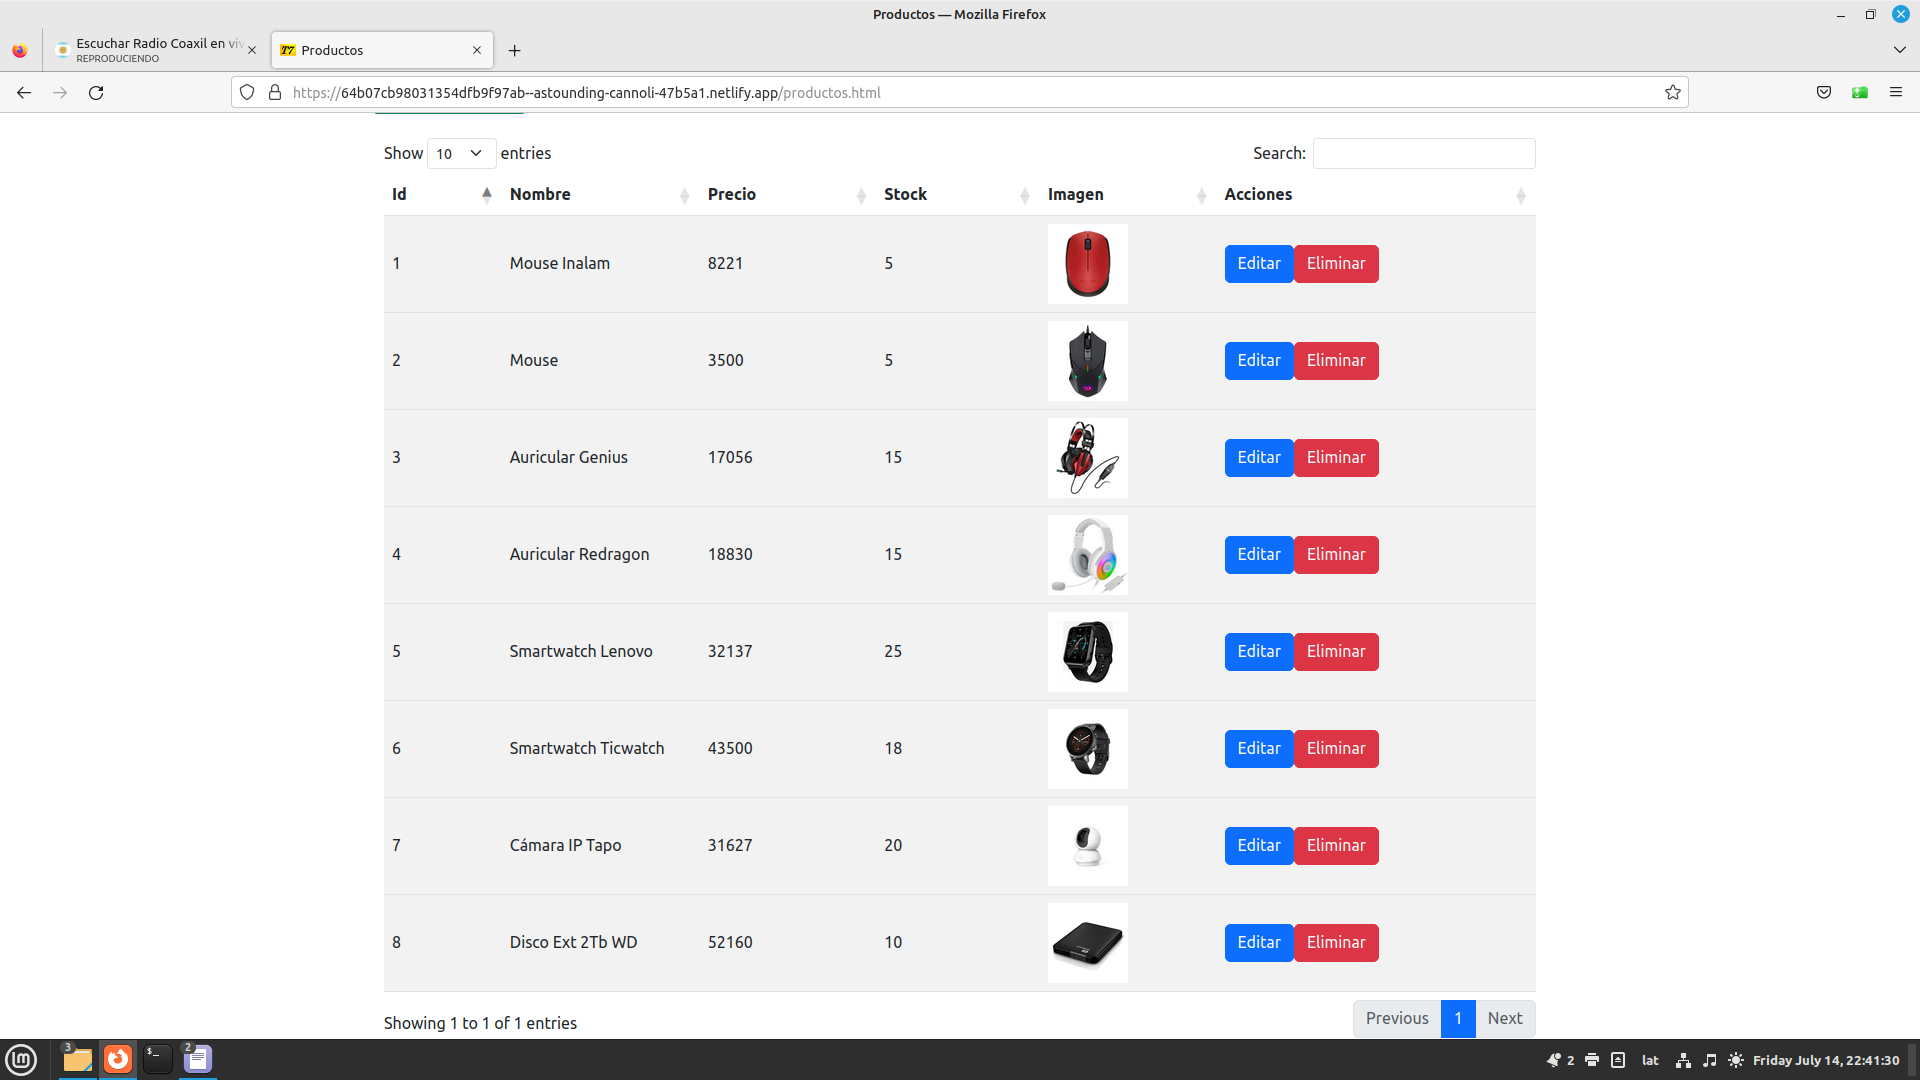 Productos — Mozilla Firefox
Escuchar Radio Coaxil en viv
REPRODUCIENDO
T7 Productos
https://64b07cb98031354dfb9f97ab--astounding-cannoli-47b5a1.netlify.app/productos.html
Show 10 entries Search:
Id Nombre Precio Stock Imagen Acciones
1 Mouse Inalam 8221 5 Editar Eliminar
2 Mouse 3500 5 Editar Eliminar
3 Auricular Genius 17056 15 Editar Eliminar
4 Auricular Redragon 18830 15 Editar Eliminar
5 Smartwatch Lenovo 32137 25 Editar Eliminar
6 Smartwatch Ticwatch 43500 18 Editar Eliminar
7 Cámara IP Tapo 31627 20 Editar Eliminar
8 Disco Ext 2Tb WD 52160 10 Editar Eliminar
Showing 1 to 1 of 1 entries Previous 1 Next
3 $_ 2 2 lat Friday July 14, 22:41:30